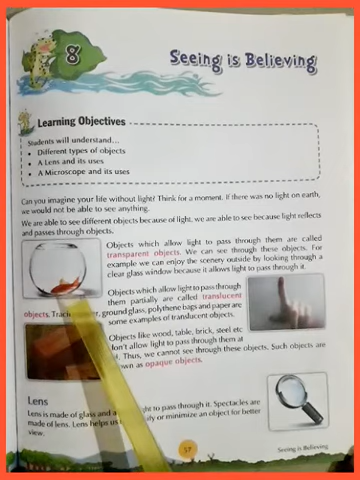 8
Seeing is Believing
Learning Objectives
Students will understand...
• Different types of objects
• A Lens and its uses
• A Microscope and its uses
Can you imagine your life without light? Think for a moment. If there was no light on earth,
we would not be able to see anything.
We are able to see different objects because of light, we are able to see because light reflects
and passes through objects.
Objects which allow light to pass through them are called
transparent objects. We can see through these objects. For
example we can enjoy the scenery outside by looking through a
clear glass window because it allows light to pass through it.
Objects which allow light to pass through
them partially are called translucent
objects. ground glass, polythene bags and paper are
some examples of translucent objects.
Objects like wood, table, brick, steel etc
don't allow light to pass through them at
Thus, we cannot see through these objects. Such objects are
as opaque objects.
Lens
Lens is made of glass and light to pass through it. Spectacles are
made of lens. Lens helps or minimize an object for better
view.
57
Seeing is Believing